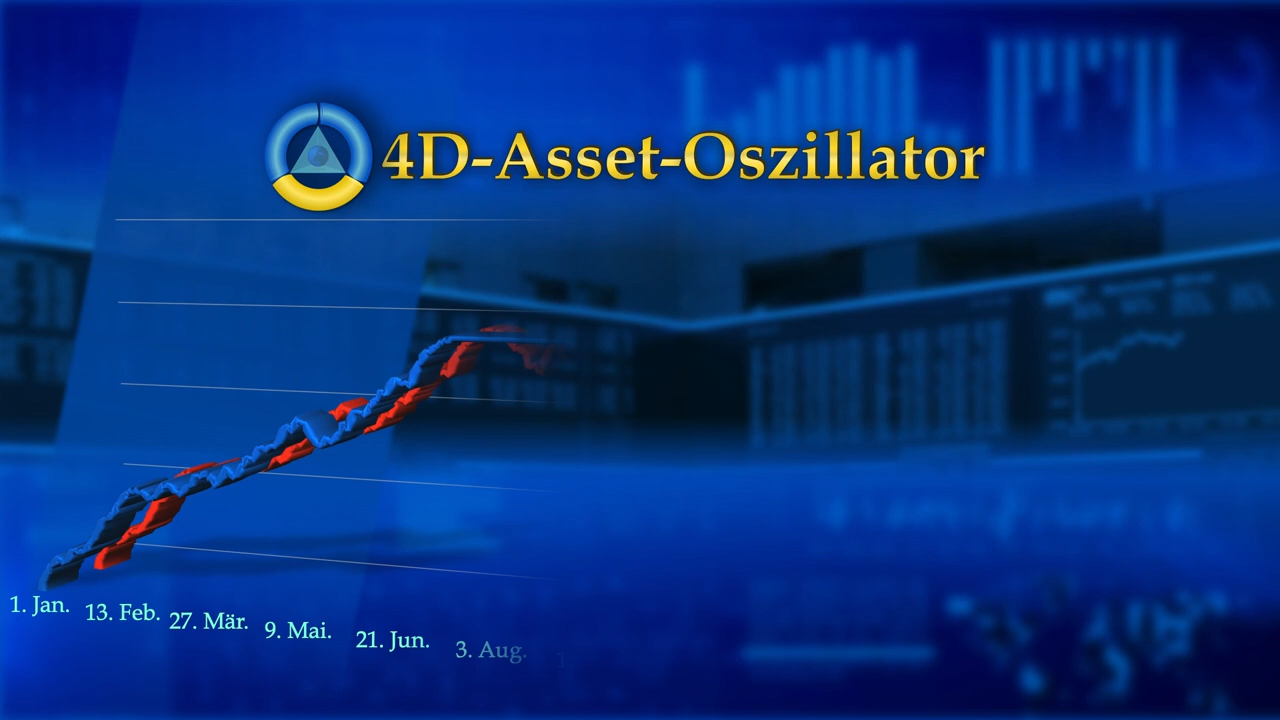 4D-Asset-Oszillator
1. Jan.
13. Feb.
27. Mär.
9. Mai.
21. Jun.
3. Aug.